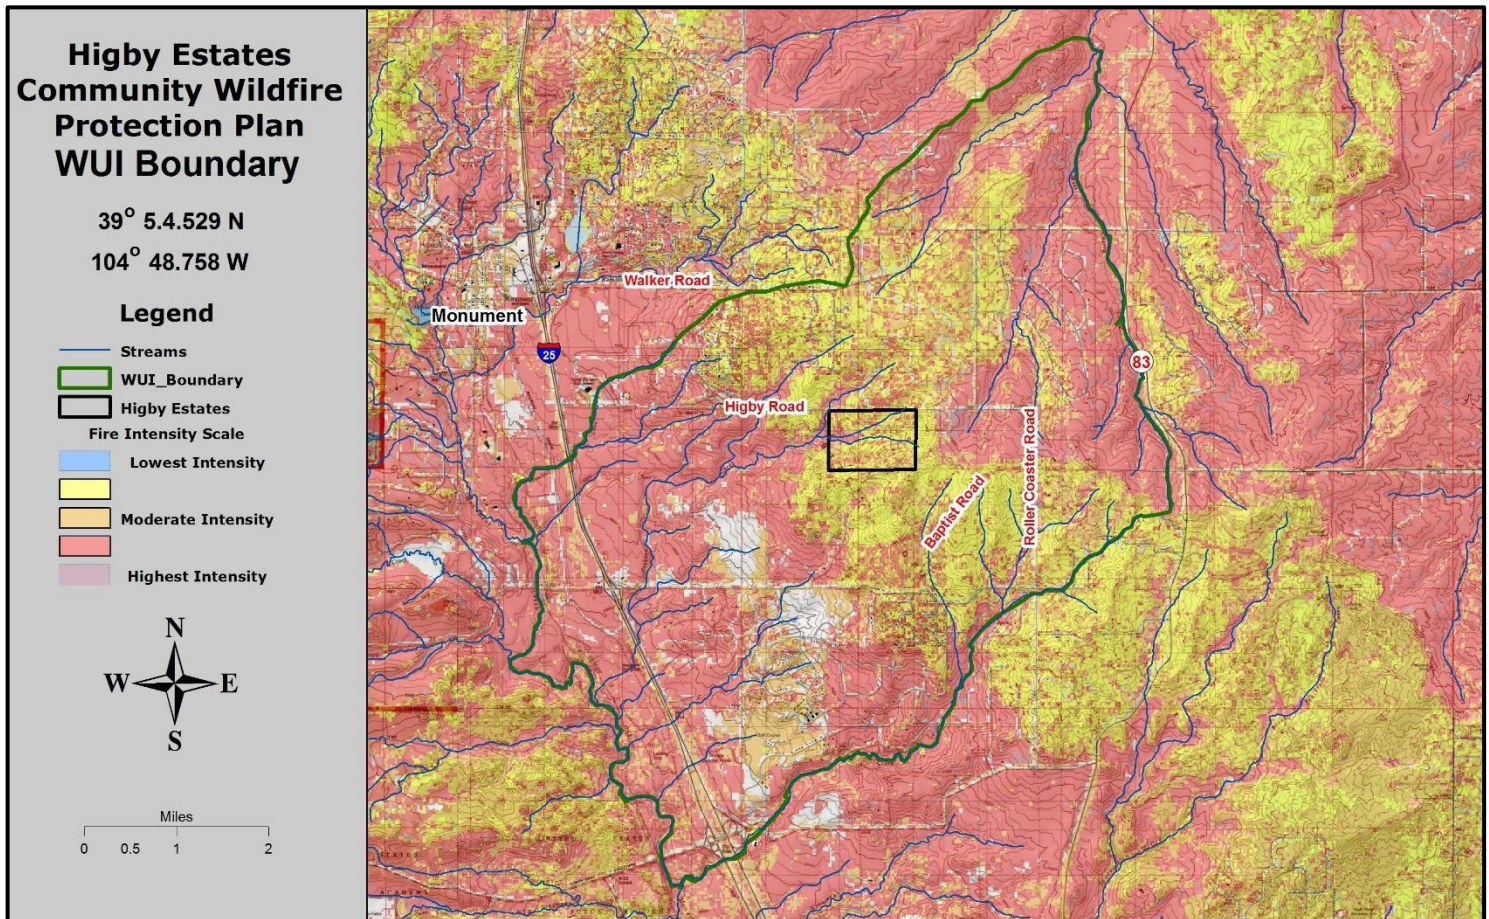 Higby Estates
Community Wildfire
Protection Plan
WUI Boundary
39° 5.4.529 N
104° 48.758 W
Legend
Streams
WUI_Boundary
Higby Estates
Fire Intensity Scale
Lowest Intensity
Moderate Intensity
Highest Intensity
N
W E
S
Miles
0 0.5 1 2
Walker Road
Monument
25
83
Higby Road
Baptist Road
Roller Coaster Road